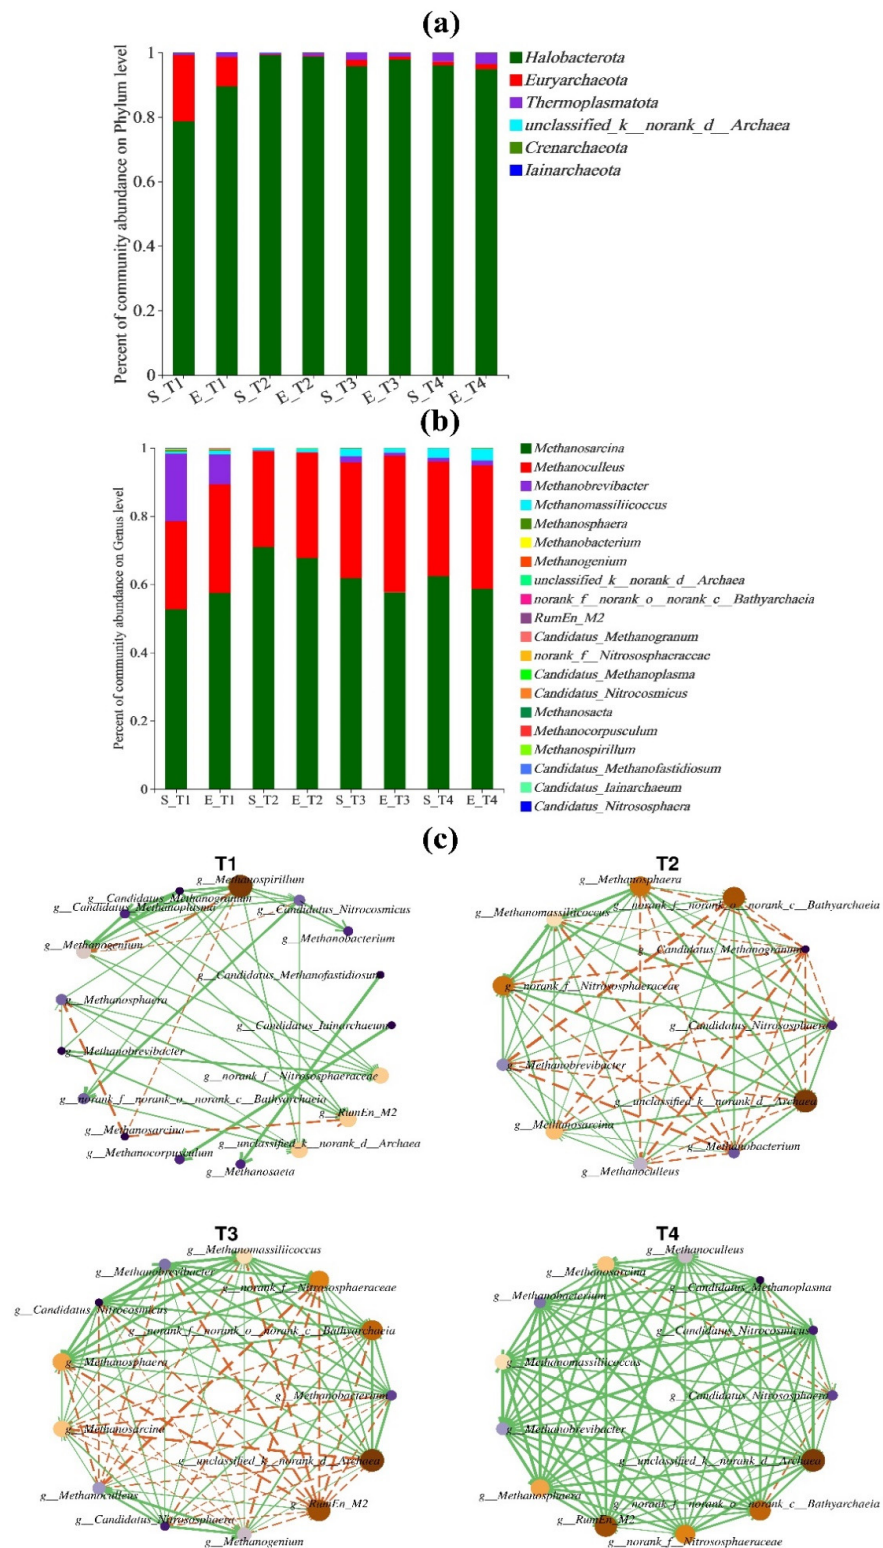 (a)
Percent of community abundance on Phylum level
1
0.8
0.6
0.4
0.2
0
S_T1
E_T1
S_T2
E_T2
S_T3
E_T3
S_T4
E_T4
Halobacterota
Euryarchaeota
Thermoplasmatota
unclassified_k__norank_d__Archaea
Crenarchaeota
Iainarchaeota
(b)
Percent of community abundance on Genus level
1
0.8
0.6
0.4
0.2
0
S_T1
E_T1
S_T2
E_T2
S_T3
E_T3
S_T4
E_T4
Methanosarcina
Methanoculleus
Methanobrevibacter
Methanomassiliicoccus
Methanosphaera
Methanobacterium
Methanogenium
unclassified_k__norank_d__Archaea
norank_f__norank_o__norank_c__Bathyarchaeia
RumEn_M2
Candidatus_Methanogranum
norank_f__Nitrososphaeraceae
Candidatus_Methanoplasma
Candidatus_Nitrocosmicus
Methanosaeta
Methanocorpusculum
Methanospirillum
Candidatus_Methanofastidiosum
Candidatus_Iainarchaeum
Candidatus_Nitrososphaera
(c)
T1
g__Methanospirillum
g__Candidatus_Methanogranum
g__Candidatus_Methanoplasma
g__Candidatus_Nitrocosmicus
g__Methanobacterium
g__Methanogenium
g__Candidatus_Methanofastidiosum
g__Methanosphaera
g__Candidatus_Iainarchaeum
g__Methanobrevibacter
g__norank_f__Nitrososphaeraceae
g__norank_f__norank_o__norank_c__Bathyarchaeia
g__RumEn_M2
g__Methanosarcina
g__unclassified_k__norank_d__Archaea
g__Methanocorpusculum
g__Methanosaeta
T2
g__Methanosphaera
g__norank_f__norank_o__norank_c__Bathyarchaeia
g__Methanomassiliicoccus
g__Candidatus_Methanogranum
g__norank_f__Nitrososphaeraceae
g__Candidatus_Nitrososphaera
g__Methanobrevibacter
g__unclassified_k__norank_d__Archaea
g__Methanosarcina
g__Methanobacterium
g__Methanoculleus
T3
g__Methanomassiliicoccus
g__Methanobrevibacter
g__norank_f__Nitrososphaeraceae
g__Candidatus_Nitrocosmicus
g__norank_f__norank_o__norank_c__Bathyarchaeia
g__Methanosphaera
g__Methanobacterium
g__Methanosarcina
g__unclassified_k__norank_d__Archaea
g__Methanoculleus
g__RumEn_M2
g__Candidatus_Nitrososphaera
g__Methanogenium
T4
g__Methanoculleus
g__Methanosarcina
g__Candidatus_Methanoplasma
g__Methanobacterium
g__Candidatus_Nitrocosmicus
g__Methanomassiliicoccus
g__Candidatus_Nitrososphaera
g__Methanobrevibacter
g__unclassified_k__norank_d__Archaea
g__Methanosphaera
g__norank_f__norank_o__norank_c__Bathyarchaeia
g__RumEn_M2
g__norank_f__Nitrososphaeraceae